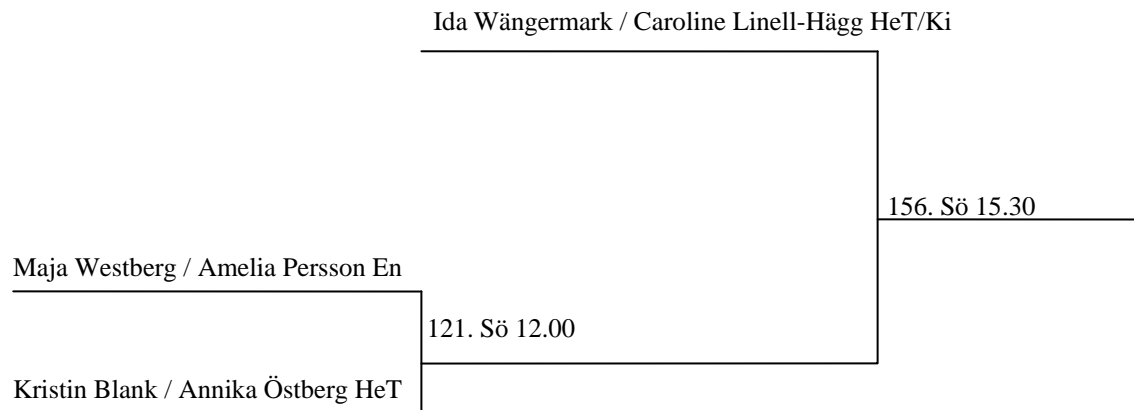 Ida Wängermark / Caroline Linell-Hägg HeT/Ki
156. Sö 15.30
Maja Westberg / Amelia Persson En
121. Sö 12.00
Kristin Blank / Annika Östberg HeT